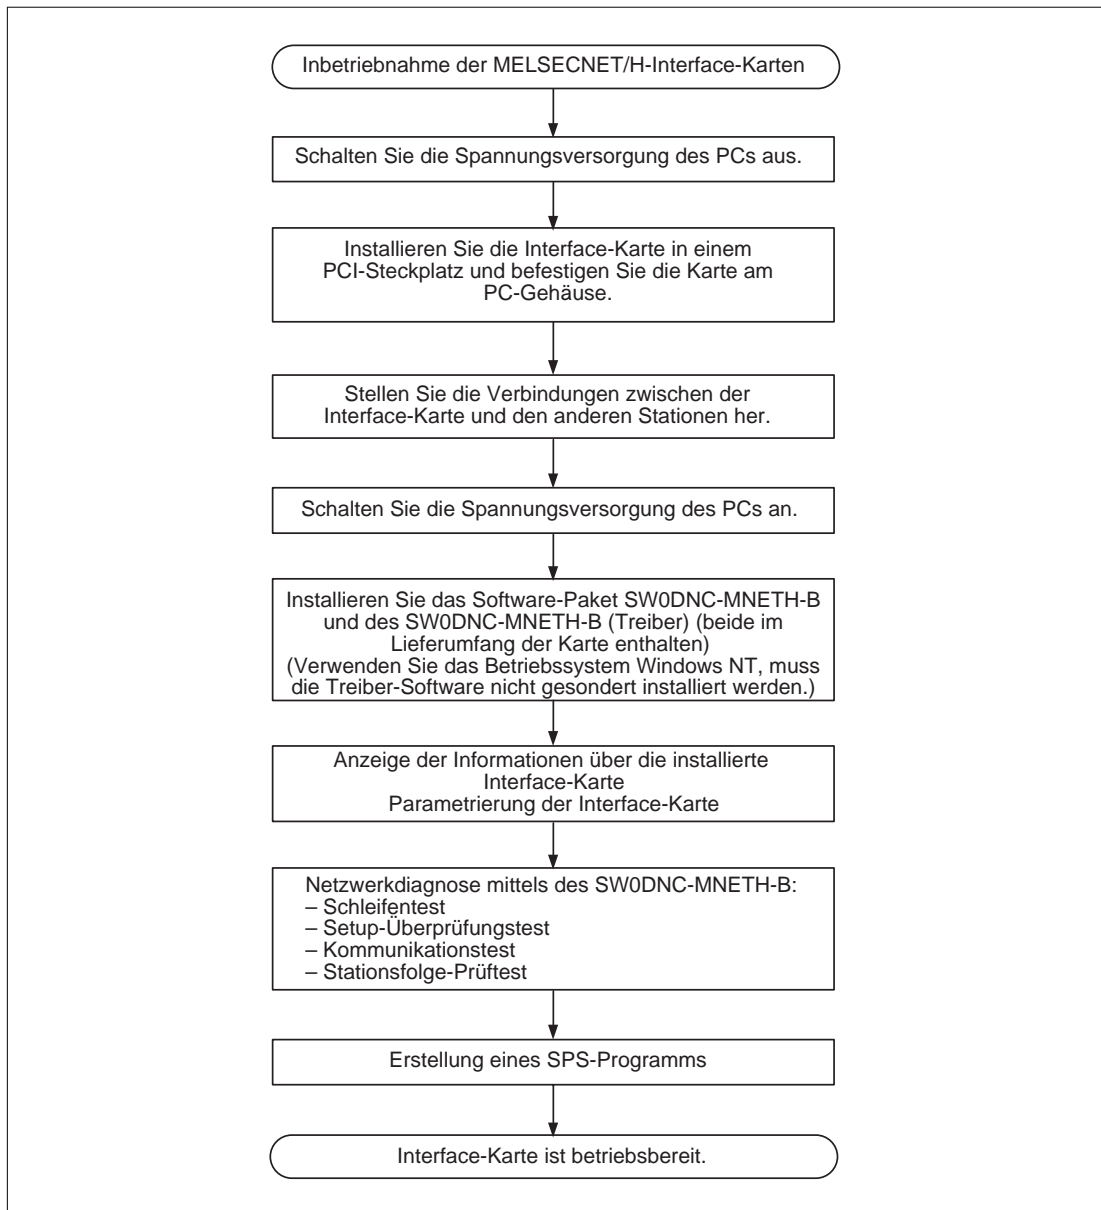 Inbetriebnahme der MELSECNET/H-Interface-Karten
Schalten Sie die Spannungsversorgung des PCs aus.
Installieren Sie die Interface-Karte in einem
PCI-Steckplatz und befestigen Sie die Karte am
PC-Gehäuse.
Stellen Sie die Verbindungen zwischen der
Interface-Karte und den anderen Stationen her.
Schalten Sie die Spannungsversorgung des PCs an.
Installieren Sie das Software-Paket SW0DNC-MNETH-B
und des SW0DNC-MNETH-B (Treiber) (beide im
Lieferumfang der Karte enthalten)
(Verwenden Sie das Betriebssystem Windows NT, muss
die Treiber-Software nicht gesondert installiert werden.)
Anzeige der Informationen über die installierte
Interface-Karte
Parametrierung der Interface-Karte
Netzwerkdiagnose mittels des SW0DNC-MNETH-B:
– Schleifentest
– Setup-Überprüfungstest
– Kommunikationstest
– Stationsfolge-Prüftest
Erstellung eines SPS-Programms
Interface-Karte ist betriebsbereit.